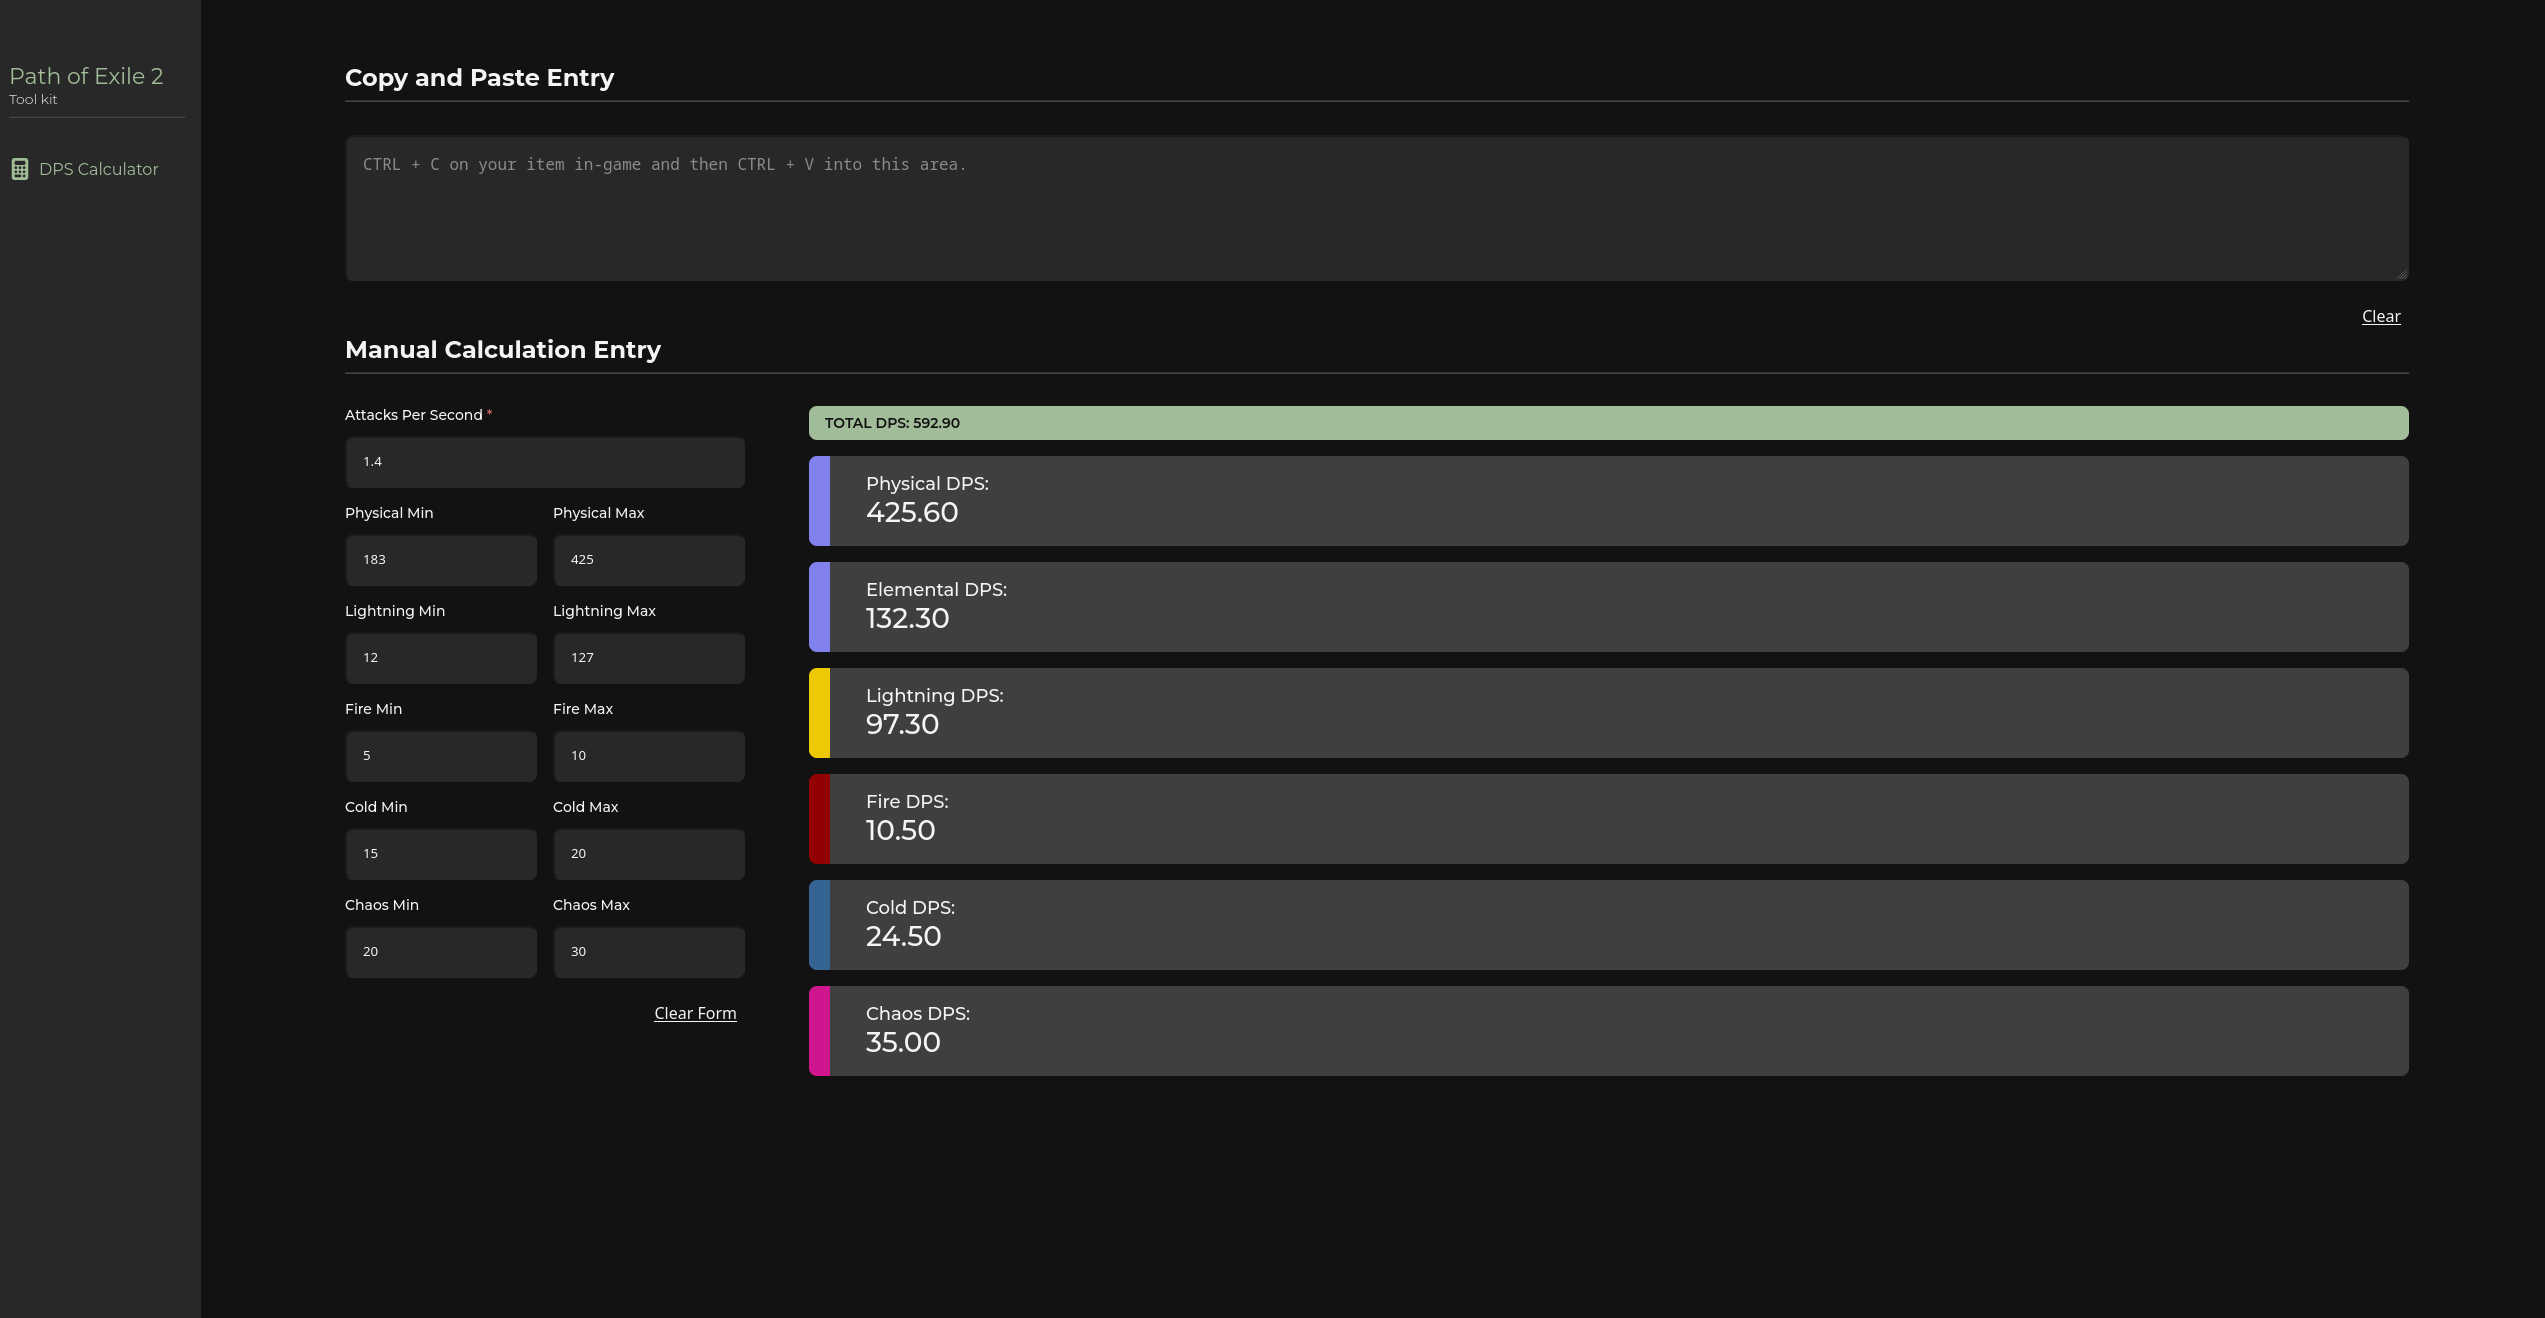 Path of Exile 2
Tool kit
DPS Calculator
Copy and Paste Entry
CTRL + C on your item in-game and then CTRL + V into this area.
Clear
Manual Calculation Entry
Attacks Per Second *
1.4
Physical Min
Physical Max
183
425
Lightning Min
Lightning Max
12
127
Fire Min
Fire Max
5
10
Cold Min
Cold Max
15
20
Chaos Min
Chaos Max
20
30
Clear Form
TOTAL DPS: 592.90
Physical DPS:
425.60
Elemental DPS:
132.30
Lightning DPS:
97.30
Fire DPS:
10.50
Cold DPS:
24.50
Chaos DPS:
35.00